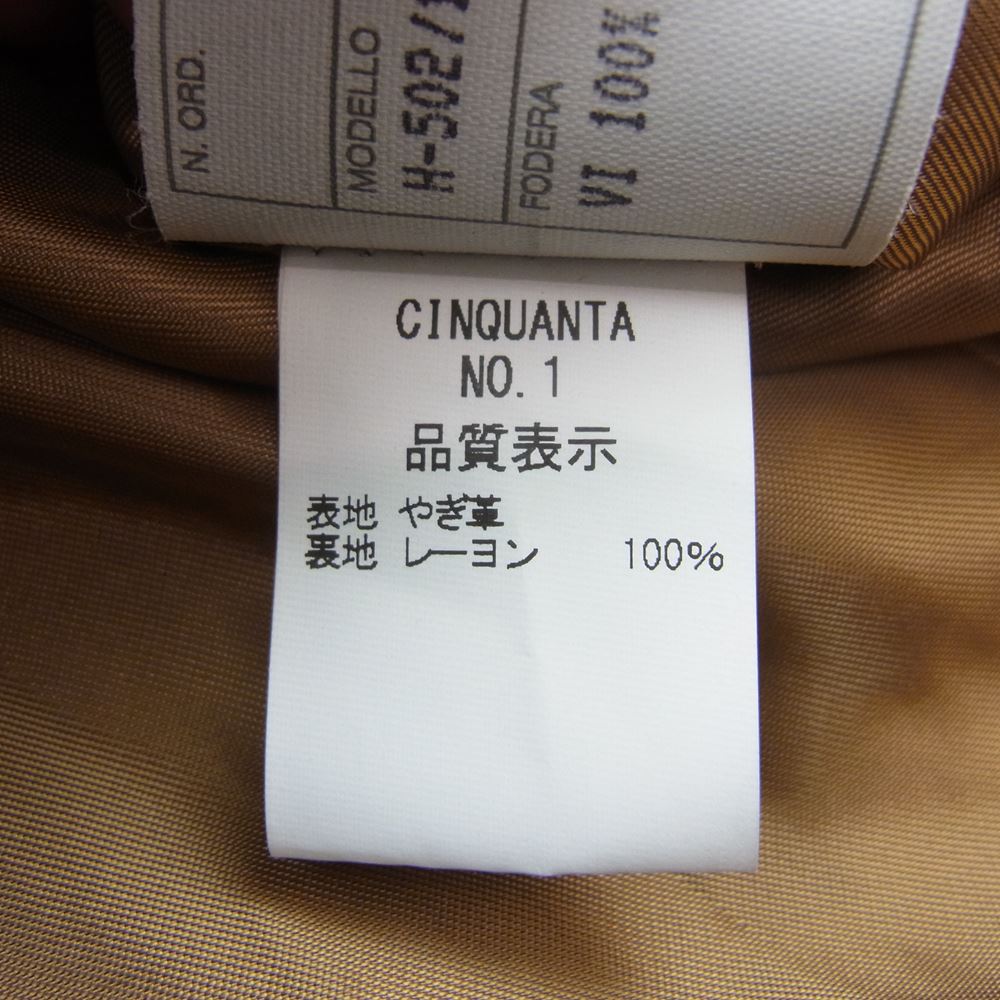 N. ORD.
MODELLO
H-502/1
FODERA
VI 100%
CINQUANTA
NO.1
品質表示
表地 やぎ革
裏地 レーヨン 100%